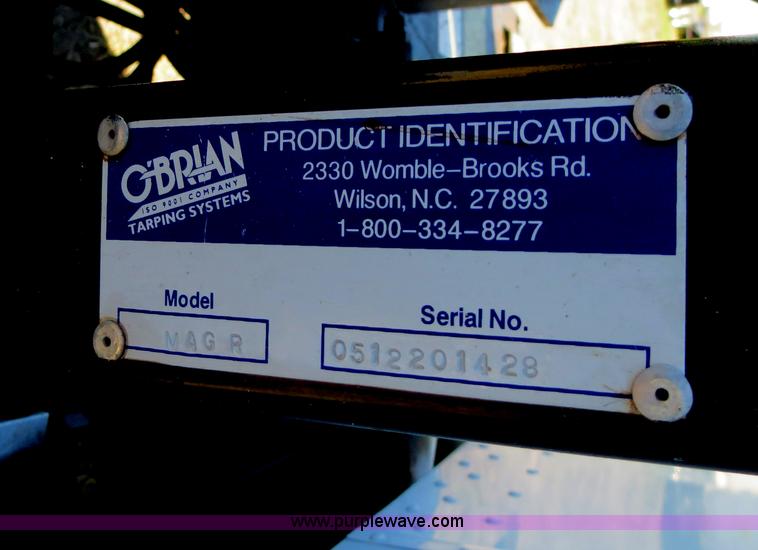 O'BRIAN
ISO 9001 COMPANY
TARPING SYSTEMS
PRODUCT IDENTIFICATION
2330 Womble-Brooks Rd.
Wilson, N.C. 27893
1-800-334-8277
Model
MAG R
Serial No.
0512201428
www.purplewave.com